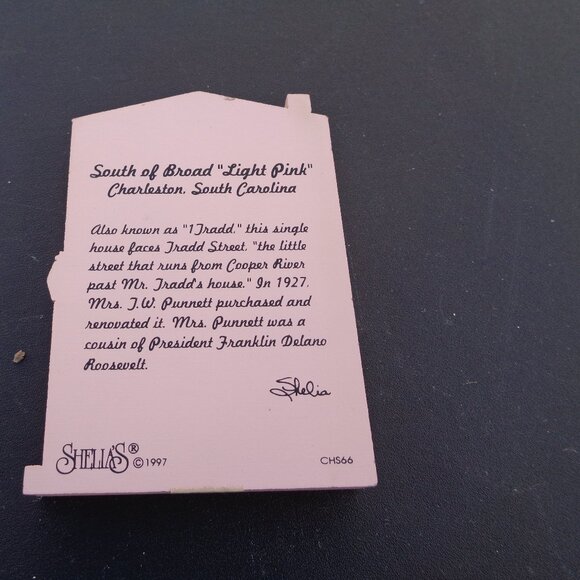 South of Broad "Light Pink"
Charleston, South Carolina
Also known as "1 Tradd," this single
house faces Tradd Street, "the little
street that runs from Cooper River
past Mr. Tradd's house." In 1927,
Mrs. T.W. Punnett purchased and
renovated it. Mrs. Punnett was a
cousin of President Franklin Delano
Roosevelt.
Shelia
SHELIA'S® ©1997 CHS66